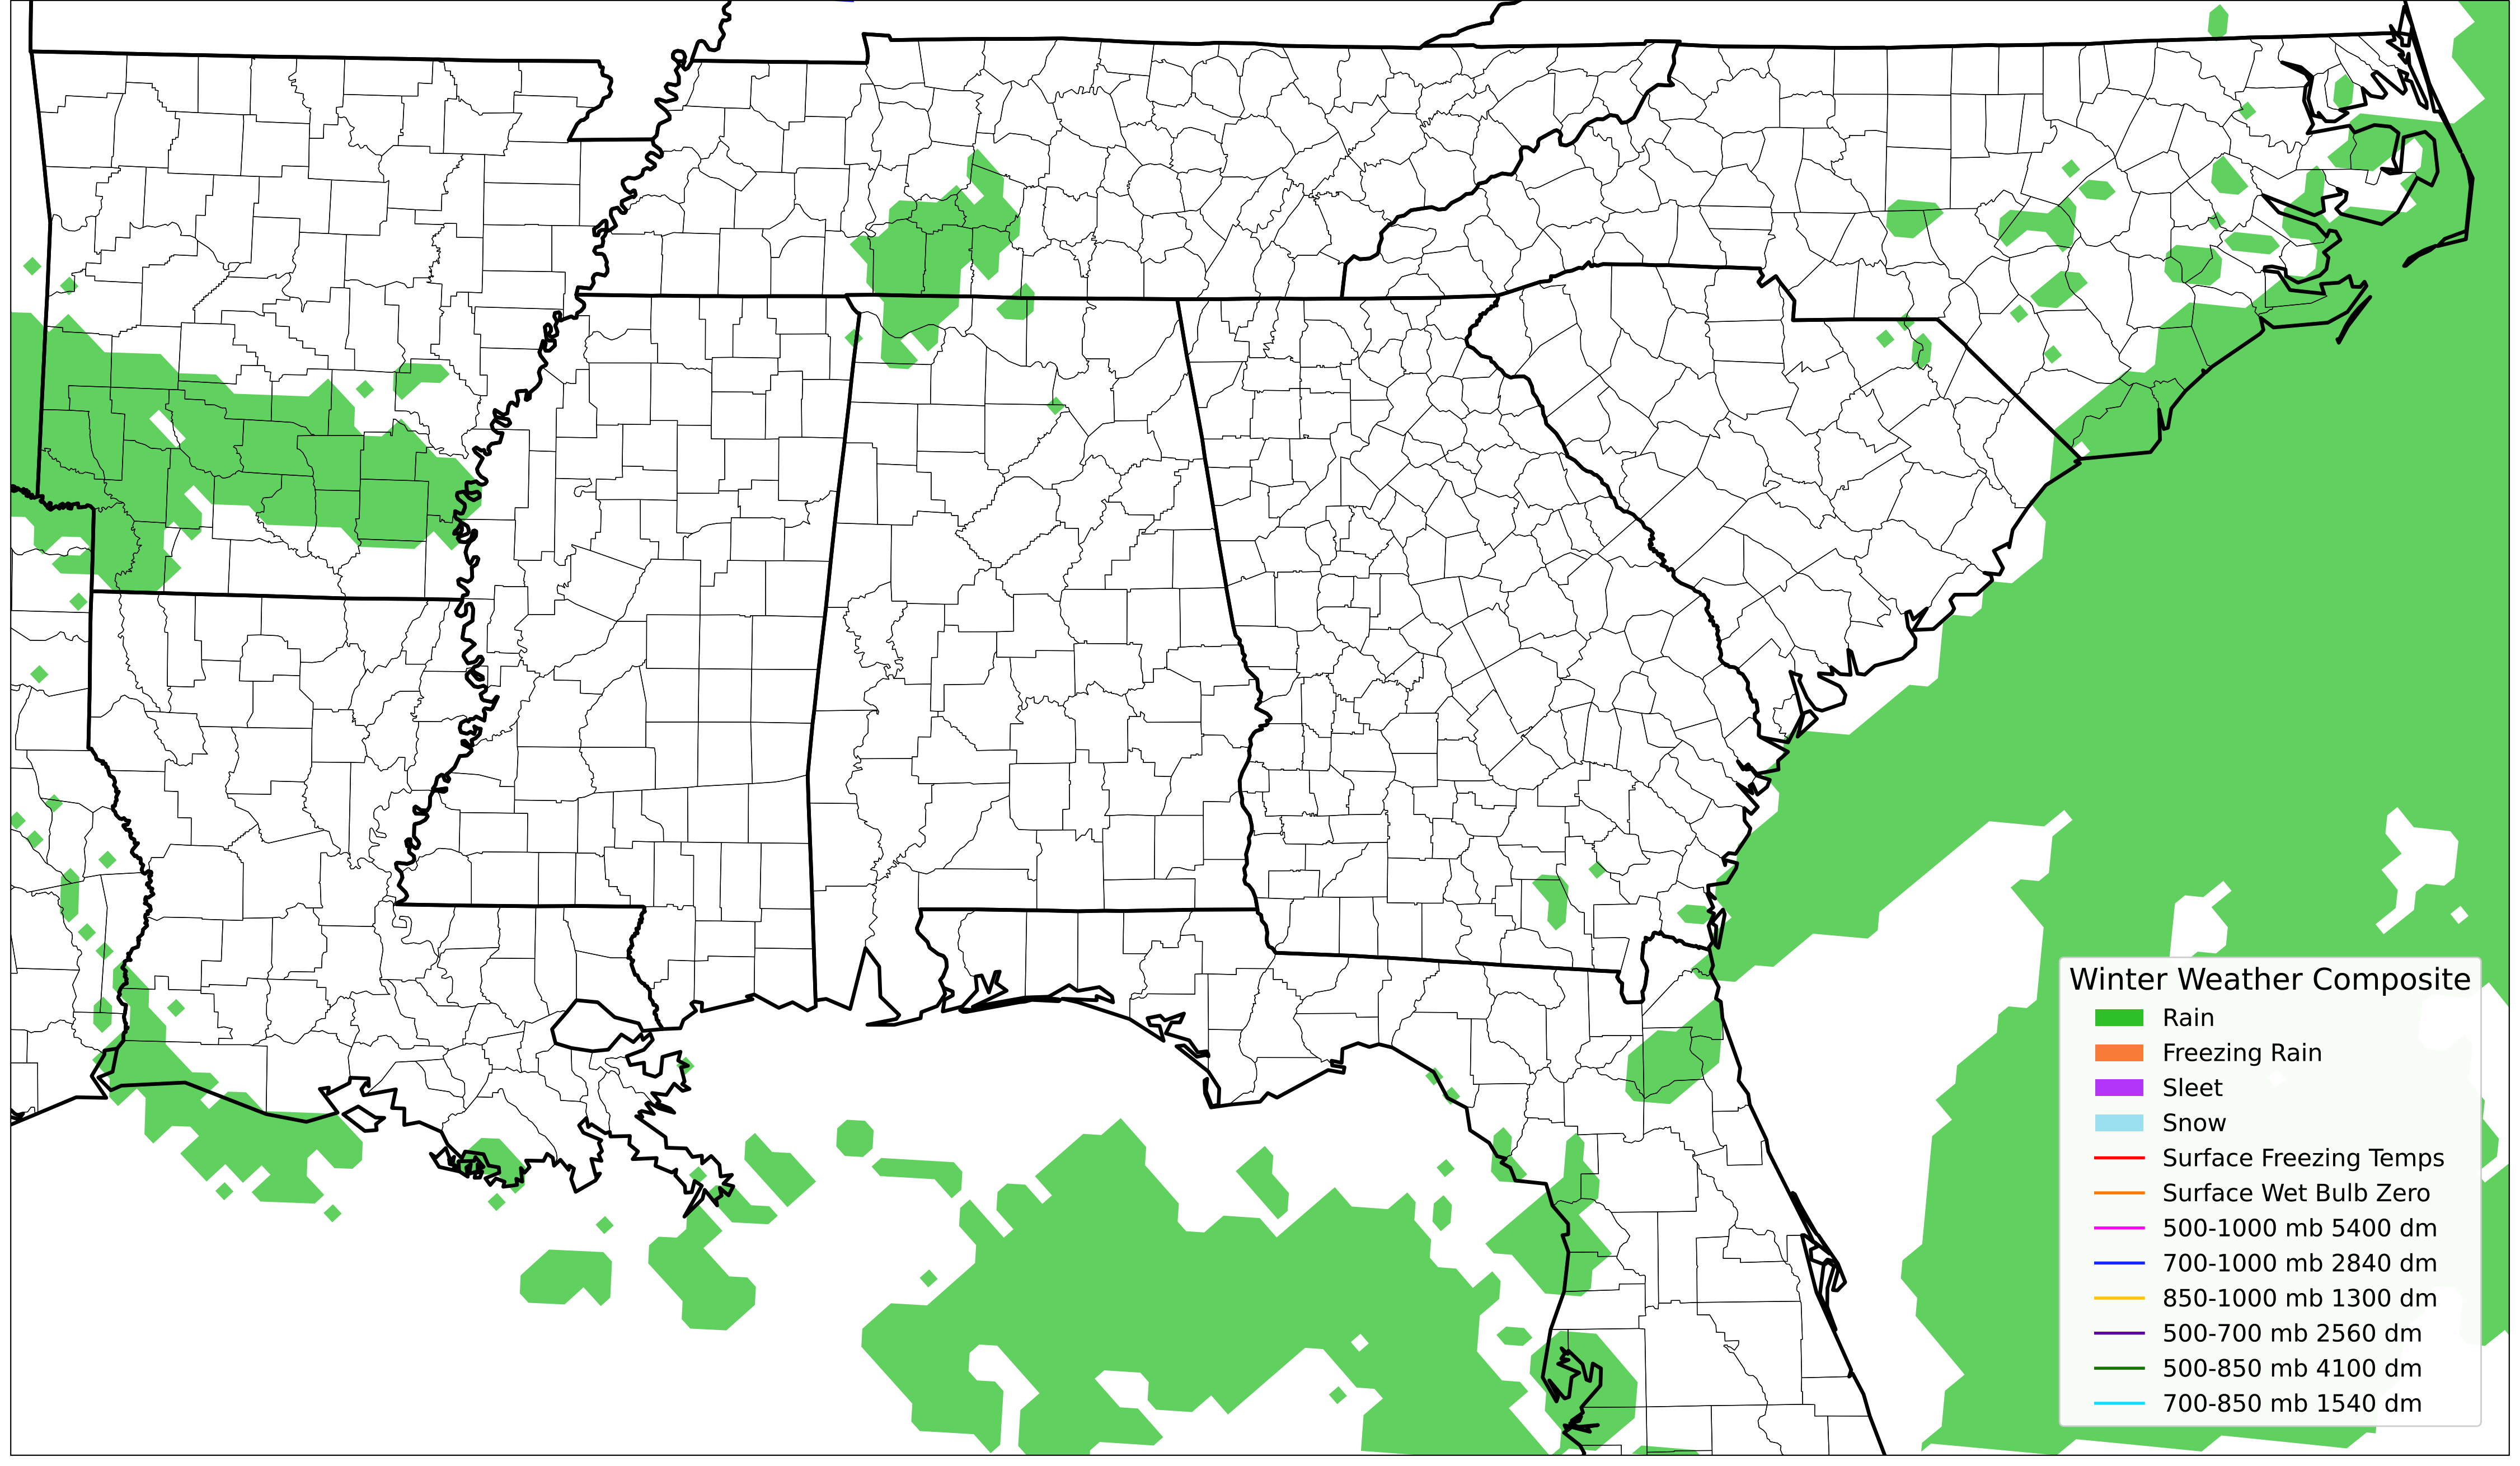 Winter Weather Composite
Rain
Freezing Rain
Sleet
Snow
Surface Freezing Temps
Surface Wet Bulb Zero
500-1000 mb 5400 dm
700-1000 mb 2840 dm
850-1000 mb 1300 dm
500-700 mb 2560 dm
500-850 mb 4100 dm
700-850 mb 1540 dm